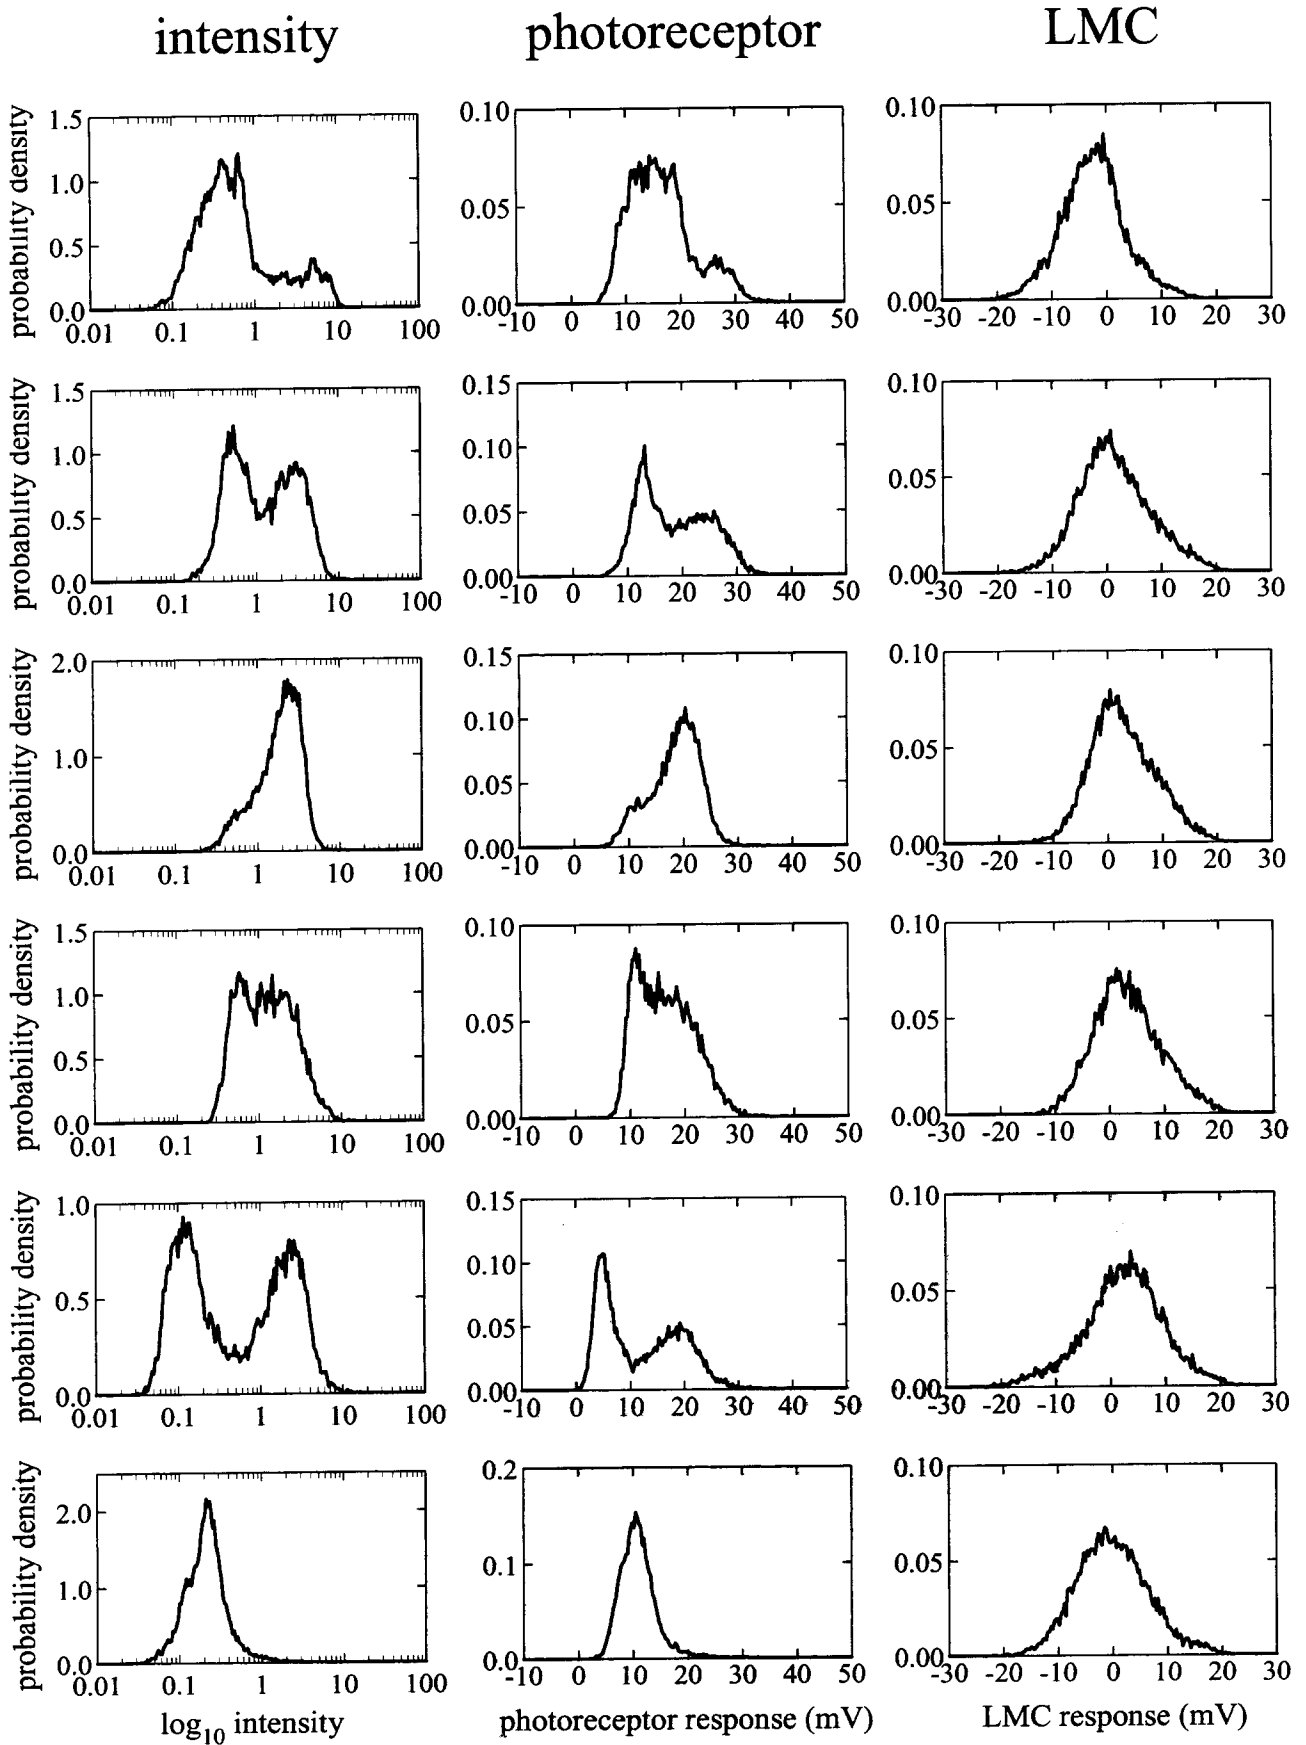 intensity photoreceptor LMC
probability density
1.5 1.0 0.5 0.0
0.01 0.1 1 10 100
0.10 0.05 0.00
-10 0 10 20 30 40 50
0.10 0.05 0.00
-30 -20 -10 0 10 20 30
probability density
1.5 1.0 0.5 0.0
0.01 0.1 1 10 100
0.15 0.10 0.05 0.00
-10 0 10 20 30 40 50
0.10 0.05 0.00
-30 -20 -10 0 10 20 30
probability density
2.0 1.0 0.0
0.01 0.1 1 10 100
0.15 0.10 0.05 0.00
-10 0 10 20 30 40 50
0.10 0.05 0.00
-30 -20 -10 0 10 20 30
probability density
1.5 1.0 0.5 0.0
0.01 0.1 1 10 100
0.10 0.05 0.00
-10 0 10 20 30 40 50
0.10 0.05 0.00
-30 -20 -10 0 10 20 30
probability density
1.0 0.5 0.0
0.01 0.1 1 10 100
0.15 0.10 0.05 0.00
-10 0 10 20 30 40 50
0.10 0.05 0.00
-30 -20 -10 0 10 20 30
probability density
2.0 1.0 0.0
0.01 0.1 1 10 100
0.2 0.1 0.0
-10 0 10 20 30 40 50
0.10 0.05 0.00
-30 -20 -10 0 10 20 30
log10 intensity photoreceptor response (mV) LMC response (mV)